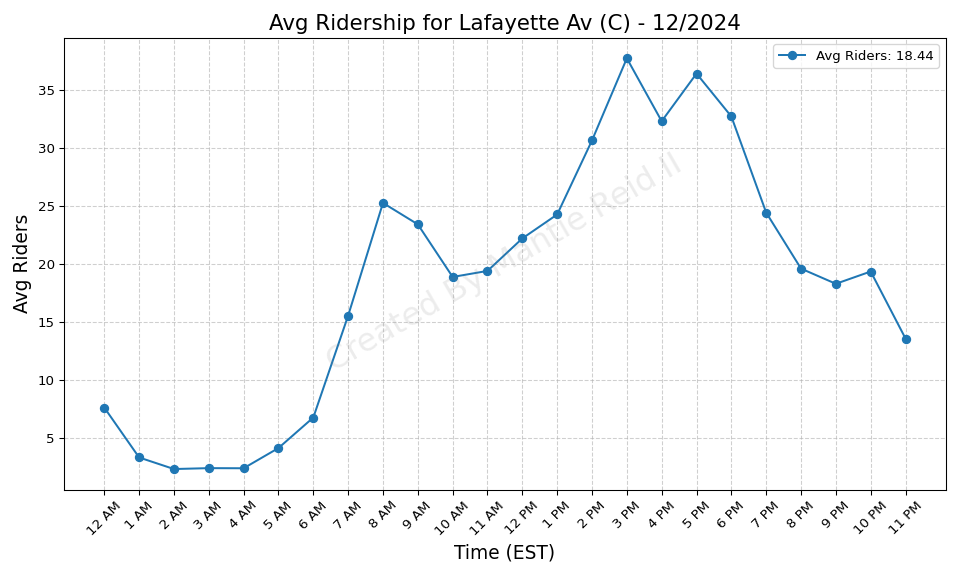 Avg Ridership for Lafayette Av (C) - 12/2024
Avg Riders: 18.44
Avg Riders
35
30
25
20
15
10
5
Created By Mantle Reid II
12 AM
1 AM
2 AM
3 AM
4 AM
5 AM
6 AM
7 AM
8 AM
9 AM
10 AM
11 AM
12 PM
1 PM
2 PM
3 PM
4 PM
5 PM
6 PM
7 PM
8 PM
9 PM
10 PM
11 PM
Time (EST)